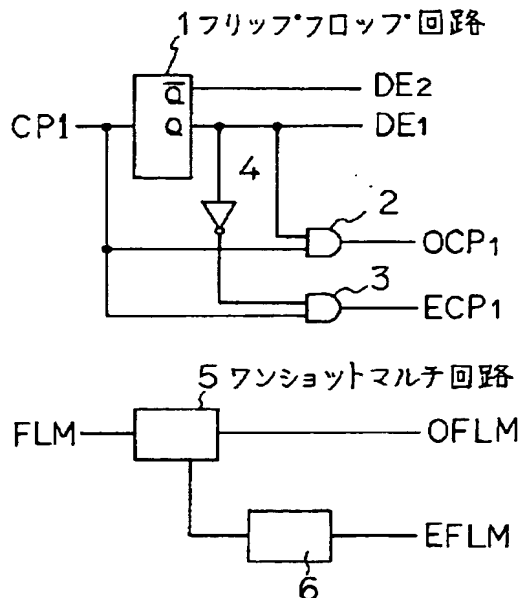 1 フリップフロップ回路
Q̅
DE2
CP1
Q
DE1
4
2
OCP1
3
ECP1
5 ワンショットマルチ回路
FLM
OFLM
EFLM
6